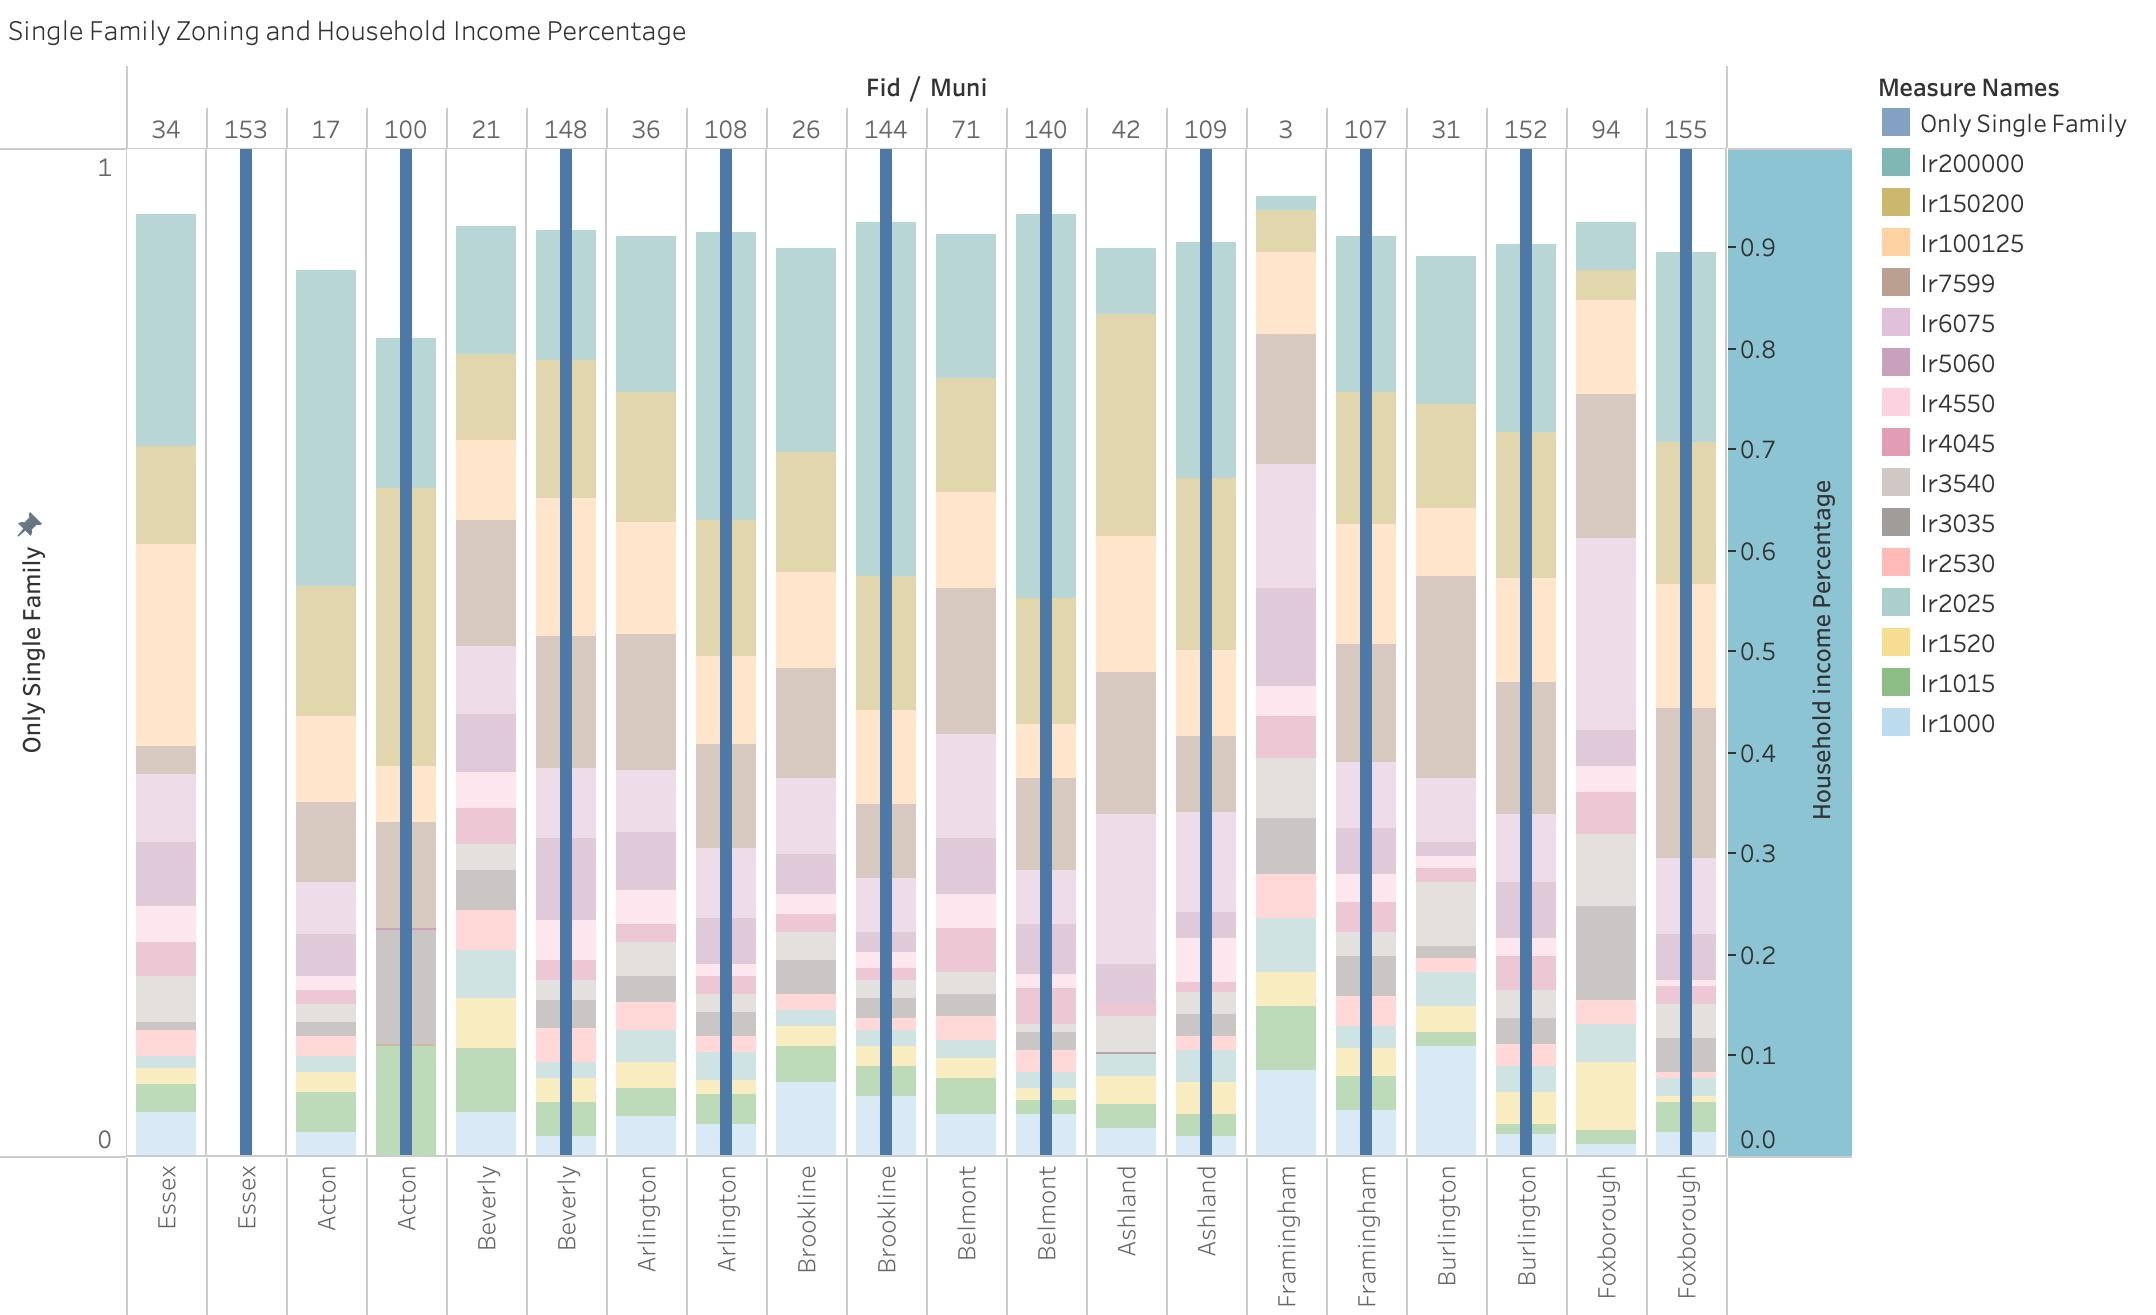 Single Family Zoning and Household Income Percentage
Fid / Muni
34 153 17 100 21 148 36 108 26 144 71 140 42 109 3 107 31 152 94 155
1
0
Only Single Family
0.9
0.8
0.7
0.6
0.5
0.4
0.3
0.2
0.1
0.0
Household income Percentage
Essex Essex Acton Acton Beverly Beverly Arlington Arlington Brookline Brookline Belmont Belmont Ashland Ashland Framingham Framingham Burlington Burlington Foxborough Foxborough
Measure Names
Only Single Family
Ir200000
Ir150200
Ir100125
Ir7599
Ir6075
Ir5060
Ir4550
Ir4045
Ir3540
Ir3035
Ir2530
Ir2025
Ir1520
Ir1015
Ir1000